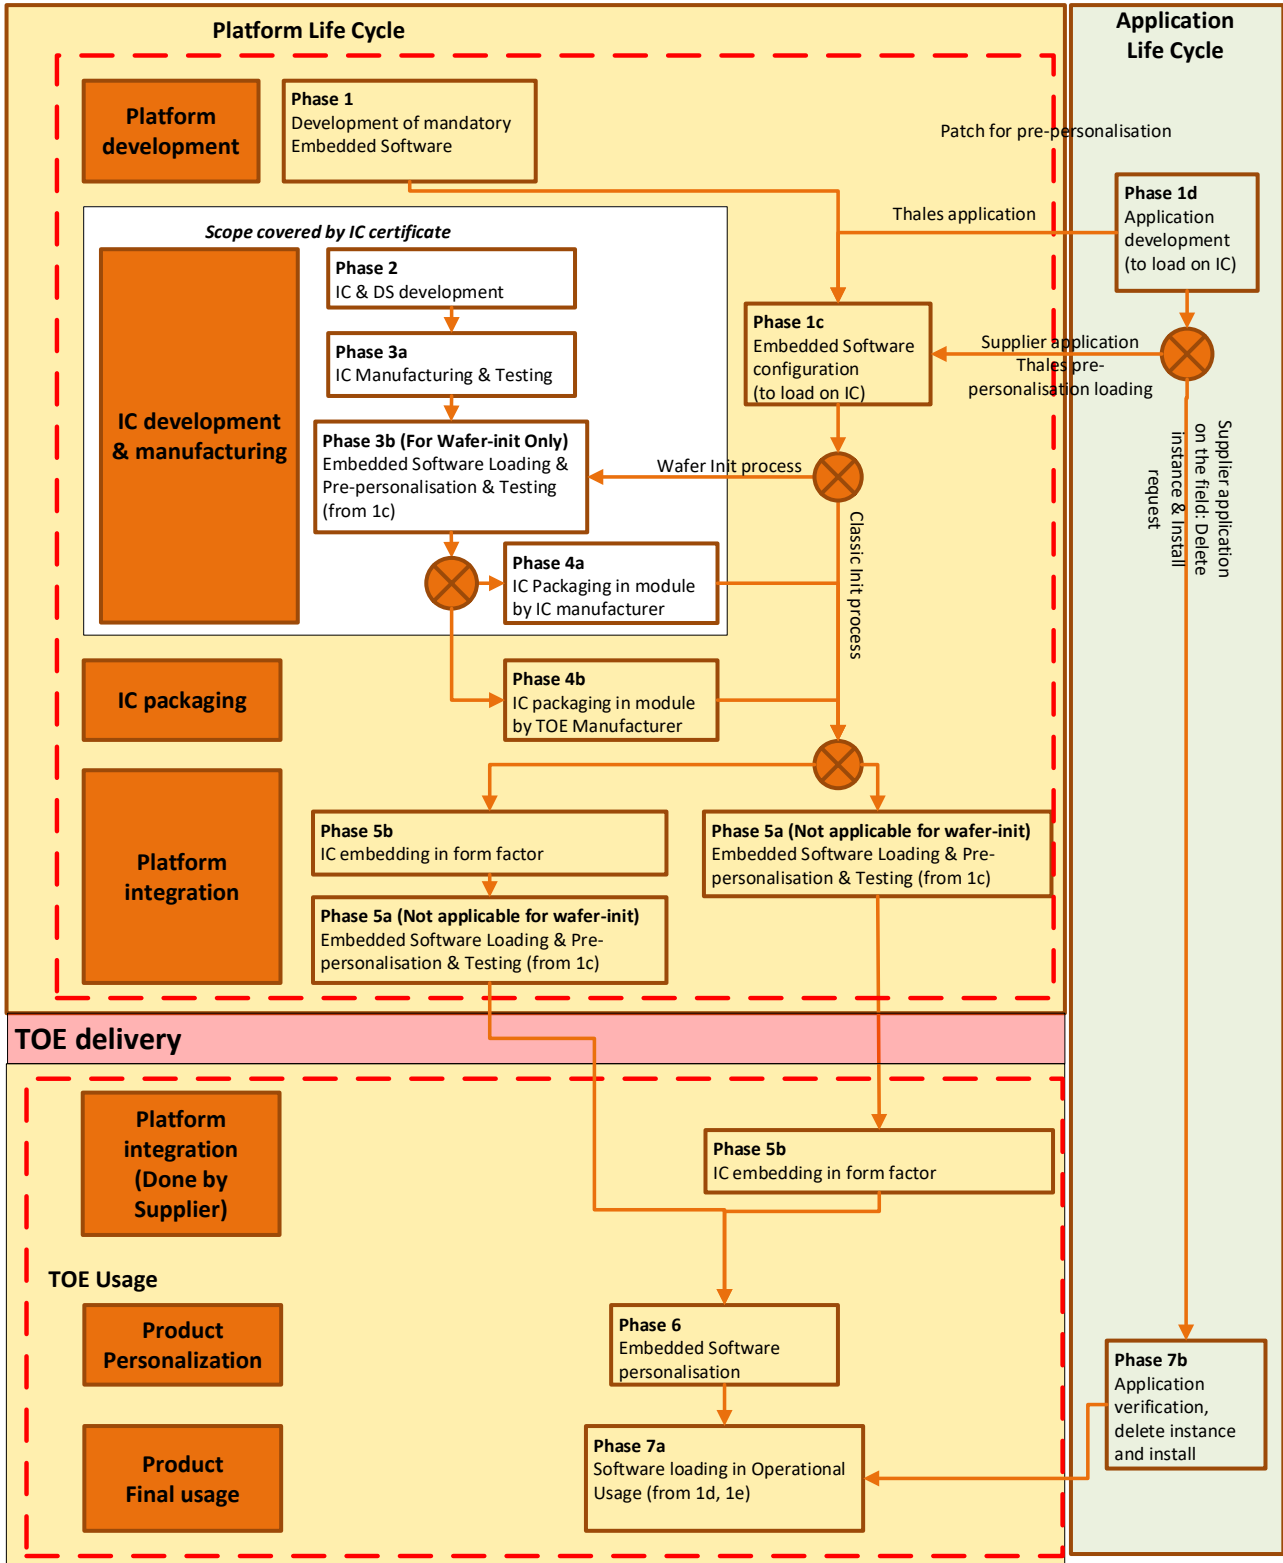 Platform Life Cycle
Application
Life Cycle
Platform
development
Phase 1
Development of mandatory
Embedded Software
Patch for pre-personalisation
Phase 1d
Application
development
(to load on IC)
Thales application
Scope covered by IC certificate
IC development
& manufacturing
Phase 2
IC & DS development
Phase 3a
IC Manufacturing & Testing
Phase 1c
Embedded Software
configuration
(to load on IC)
Supplier application
Thales pre-
personalisation loading
Phase 3b (For Wafer-init Only)
Embedded Software Loading &
Pre-personalisation & Testing
(from 1c)
Wafer Init process
Supplier application
on the field: Delete
instance & Install
request
Classic Init process
Phase 4a
IC Packaging in module
by IC manufacturer
IC packaging
Phase 4b
IC packaging in module
by TOE Manufacturer
Platform
integration
Phase 5b
IC embedding in form factor
Phase 5a (Not applicable for wafer-init)
Embedded Software Loading & Pre-
personalisation & Testing (from 1c)
Phase 5a (Not applicable for wafer-init)
Embedded Software Loading & Pre-
personalisation & Testing (from 1c)
TOE delivery
Platform
integration
(Done by
Supplier)
Phase 5b
IC embedding in form factor
TOE Usage
Product
Personalization
Phase 6
Embedded Software
personalisation
Phase 7b
Application
verification,
delete instance
and install
Product
Final usage
Phase 7a
Software loading in Operational
Usage (from 1d, 1e)